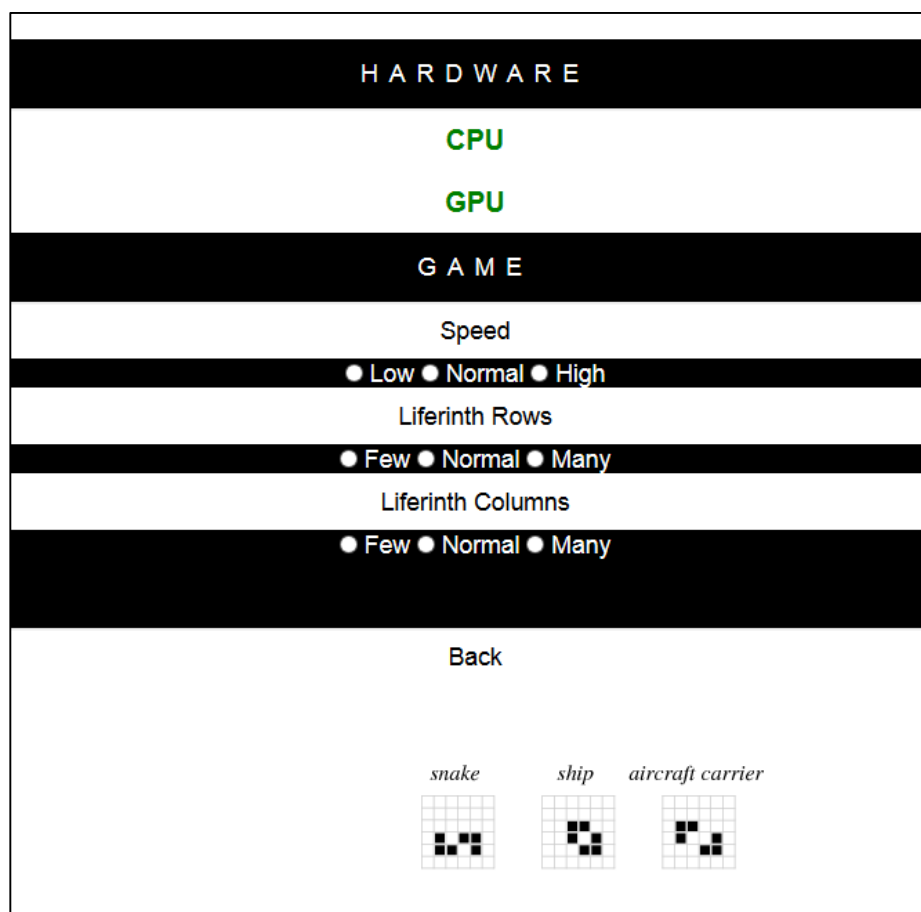 H A R D W A R E
CPU
GPU
G A M E
Speed
Low Normal High
Liferinth Rows
Few Normal Many
Liferinth Columns
Few Normal Many
Back
snake ship aircraft carrier